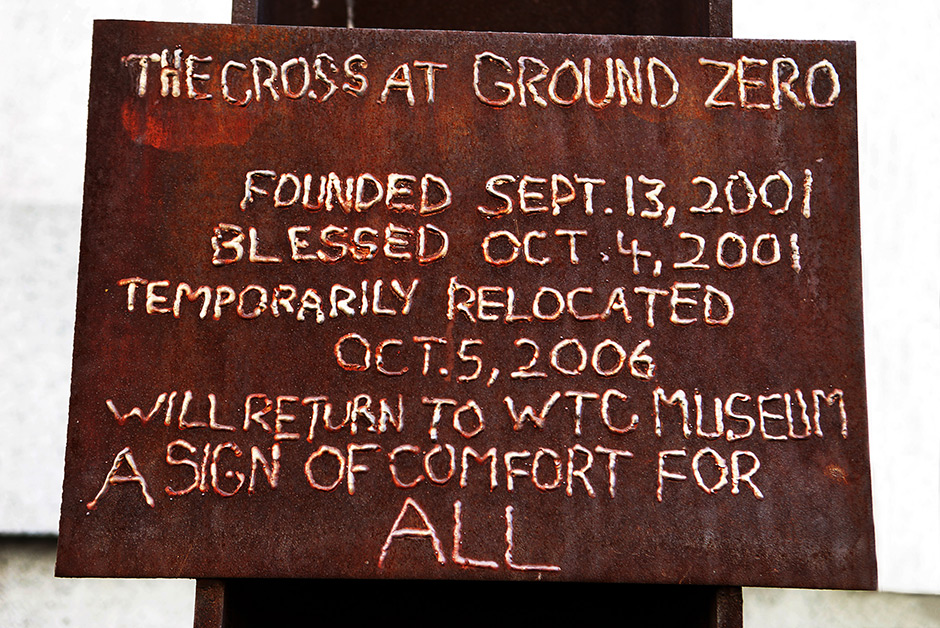 THE CROSS AT GROUND ZERO
FOUNDED SEPT. 13, 2001
BLESSED OCT. 4, 2001
TEMPORARILY RELOCATED
OCT. 5, 2006
WILL RETURN TO WTC MUSEUM
A SIGN OF COMFORT FOR
ALL